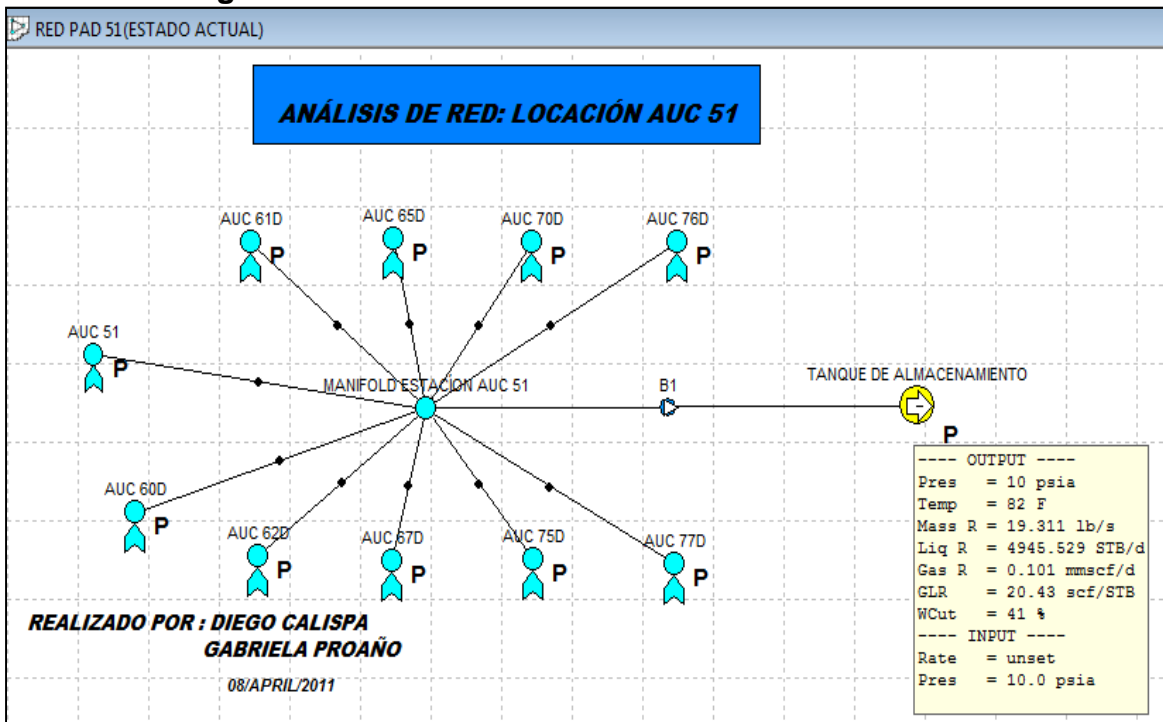 RED PAD 51(ESTADO ACTUAL)
ANÁLISIS DE RED: LOCACIÓN AUC 51
AUC 61D
AUC 65D
AUC 70D
AUC 76D
P
P
P
P
AUC 51
P
MANIFOLD ESTACÍON AUC 51
B1
TANQUE DE ALMACENAMIENTO
P
AUC 60D
P
AUC 62D
AUC 67D
AUC 75D
AUC 77D
P
P
P
P
---- OUTPUT ----
Pres = 10 psia
Temp = 82 F
Mass R = 19.311 lb/s
Liq R = 4945.529 STB/d
Gas R = 0.101 mmscf/d
GLR = 20.43 scf/STB
WCut = 41 %
---- INPUT ----
Rate = unset
Pres = 10.0 psia
REALIZADO POR : DIEGO CALISPA
GABRIELA PROAÑO
08/APRIL/2011